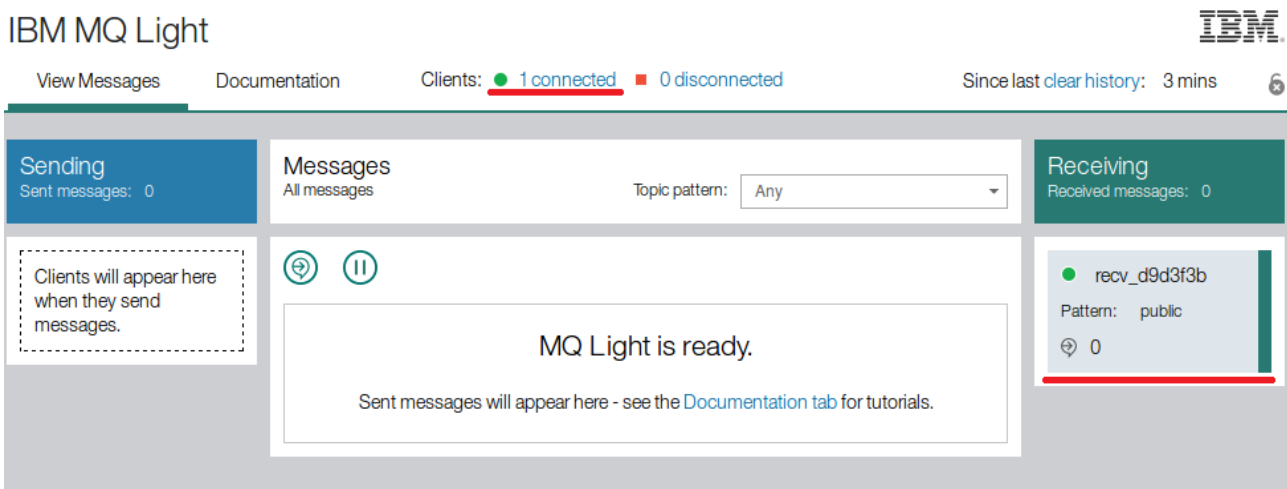 IBM MQ Light
IBM.
View Messages
Documentation
Clients: 1 connected 0 disconnected
Since last clear history: 3 mins
Sending
Sent messages: 0
Messages
All messages
Topic pattern: Any
Receiving
Received messages: 0
Clients will appear here
when they send
messages.
MQ Light is ready.
Sent messages will appear here - see the Documentation tab for tutorials.
recv_d9d3f3b
Pattern: public
0